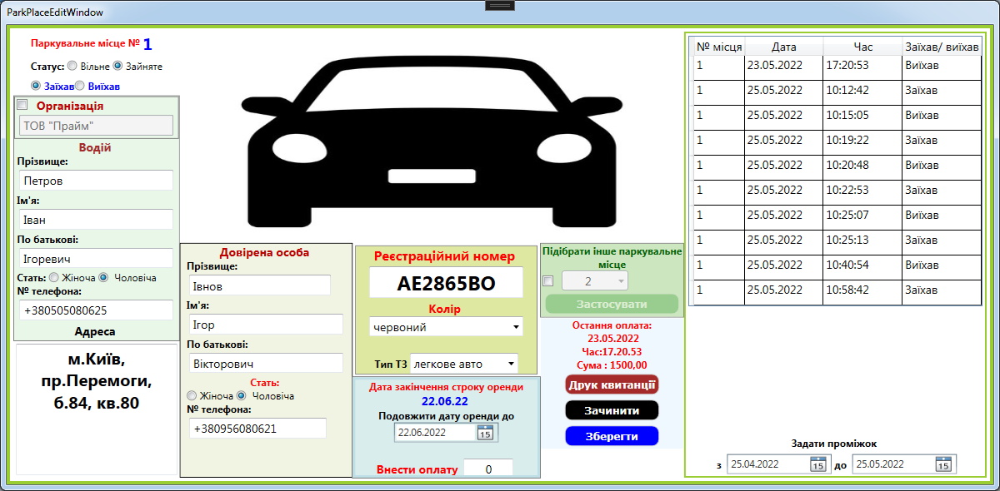 ParkPlaceEditWindow
Паркувальне місце № 1
Статус: Вільне Зайняте
Заїхав Виїхав
Організація
ТОВ "Прайм"
Водій
Прізвище:
Петров
Ім'я:
Іван
По батькові:
Ігоревич
Стать: Жіноча Чоловіча
№ телефона:
+380505080625
Адреса
м.Київ,
пр.Перемоги,
б.84, кв.80
Довірена особа
Прізвище:
Івнов
Ім'я:
Ігор
По батькові:
Вікторович
Стать:
Жіноча Чоловіча
№ телефона:
+380956080621
Реєстраційний номер
АЕ2865ВО
Колір
червоний
Тип ТЗ легкове авто
Дата закінчення строку оренди
22.06.22
Подовжити дату оренди до
22.06.2022 15
Внести оплату 0
Підібрати інше паркувальне
місце
2
Застосувати
Остання оплата:
23.05.2022
Час:17.20.53
Сума : 1500,00
Друк квитанції
Зачинити
Зберегти
№ місця Дата Час Заїхав/ виїхав
1 23.05.2022 17:20:53 Виїхав
1 25.05.2022 10:12:42 Заїхав
1 25.05.2022 10:15:05 Виїхав
1 25.05.2022 10:19:22 Заїхав
1 25.05.2022 10:20:48 Виїхав
1 25.05.2022 10:22:53 Заїхав
1 25.05.2022 10:25:07 Виїхав
1 25.05.2022 10:25:13 Заїхав
1 25.05.2022 10:40:54 Виїхав
1 25.05.2022 10:58:42 Заїхав
Задати проміжок
з 25.04.2022 15 до 25.05.2022 15